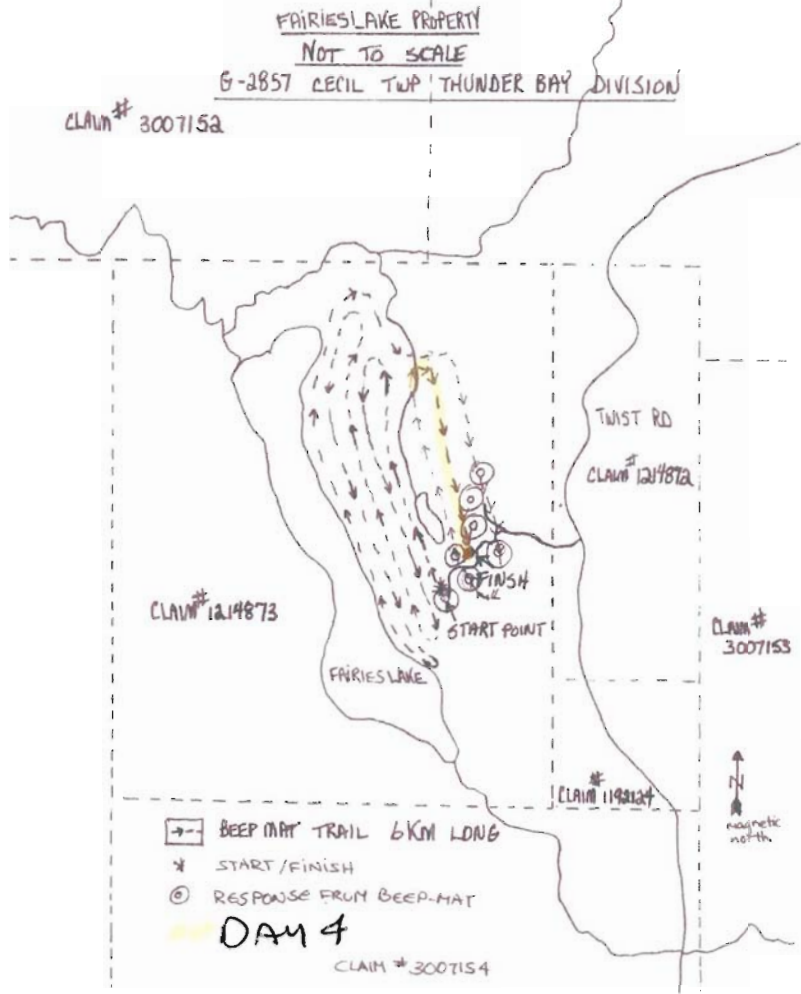 FAIRIESLAKE PROPERTY
NOT TO SCALE
G-2857 CECIL TWP THUNDER BAY DIVISION
CLAIM # 3007152
TWIST RD
CLAIM # 1214872
FINSH
START POINT
CLAIM # 1214873
CLAIM #
3007153
FAIRIES LAKE
CLAIM # 1192124
N
magnetic
north.
BEEP MAT TRAIL 6KM LONG
START/FINISH
RESPONSE FRUM BEEP-MAT
DAY 4
CLAIM # 3007154